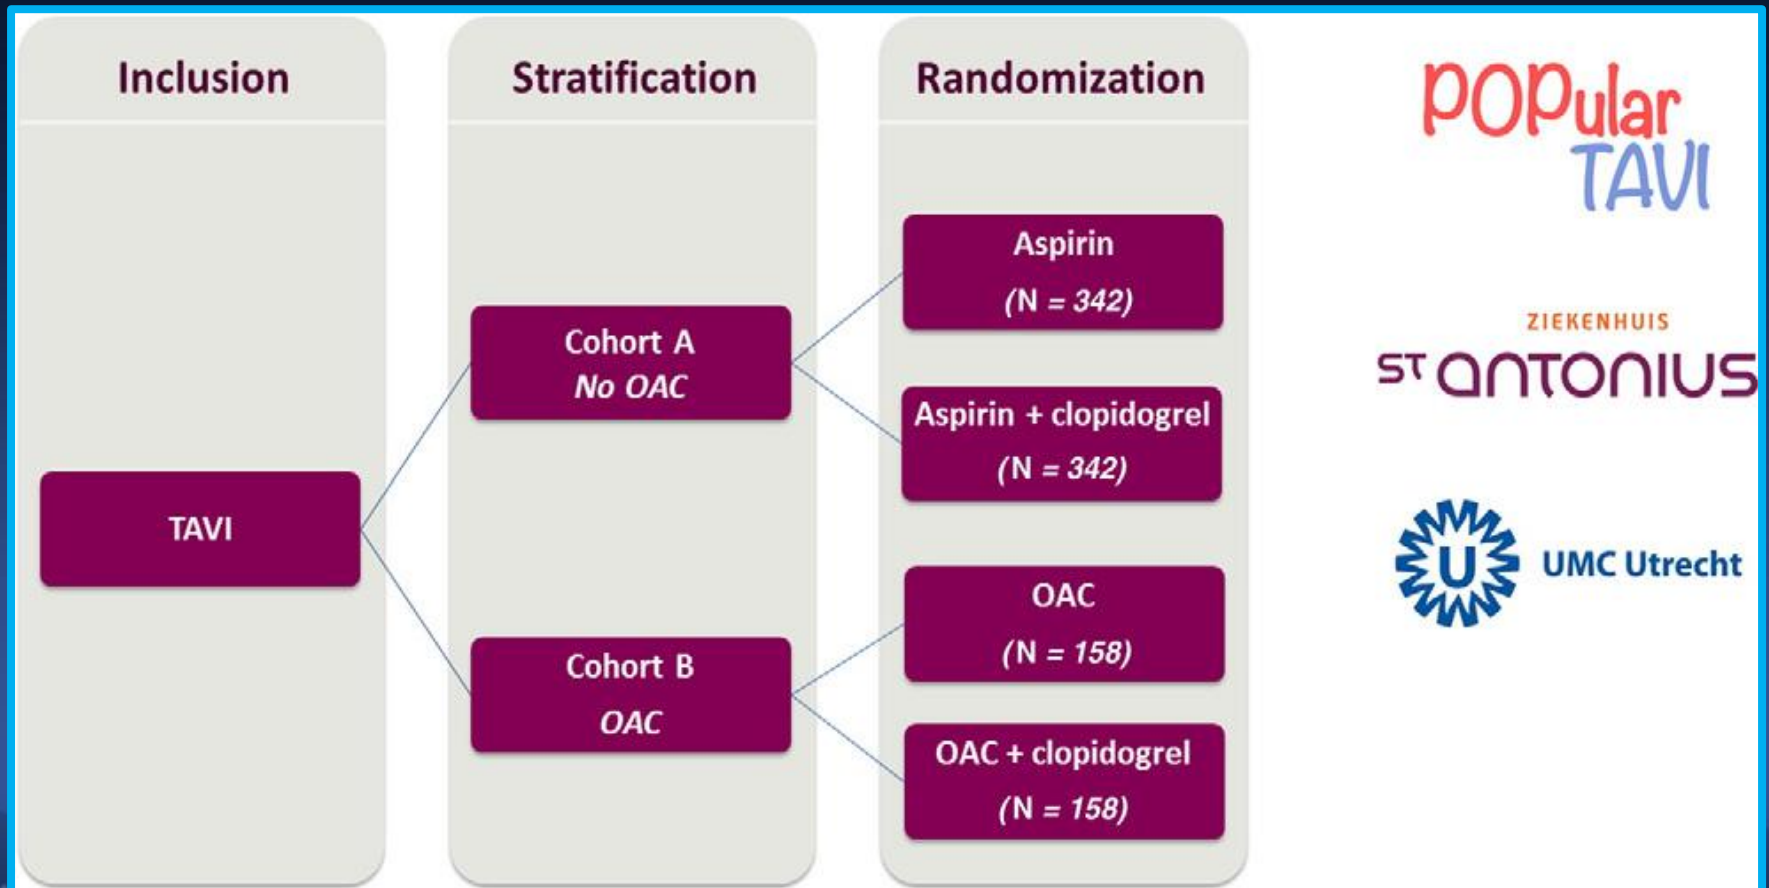 Inclusion
Stratification
Randomization
TAVI
Cohort A
No OAC
Cohort B
OAC
Aspirin
(N = 342)
Aspirin + clopidogrel
(N = 342)
OAC
(N = 158)
OAC + clopidogrel
(N = 158)
POPular
TAVI
ZIEKENHUIS
ST ANTONIUS
U UMC Utrecht